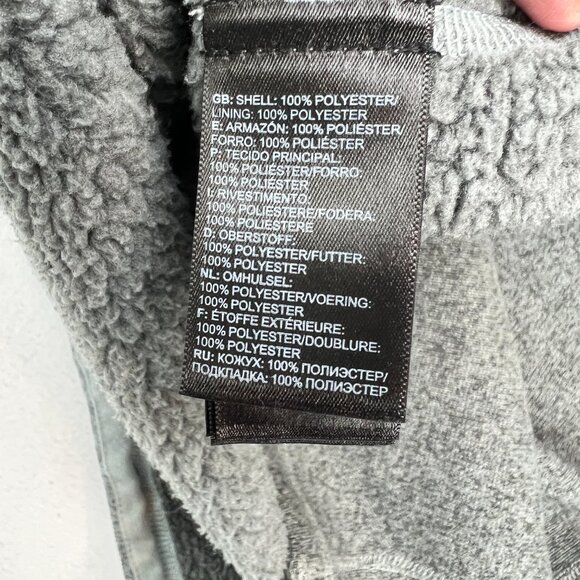 GB: SHELL: 100% POLYESTER/
LINING: 100% POLYESTER
E: ARMAZÓN: 100% POLIÉSTER/
FORRO: 100% POLIÉSTER
P: TECIDO PRINCIPAL:
100% POLIESTER/FORRO:
100% POLIESTER
I: RIVESTIMENTO:
100% POLIESTERE/FODERA:
100% POLIESTERE
D: OBERSTOFF:
100% POLYESTER/FUTTER:
100% POLYESTER
NL: OMHULSEL:
100% POLYESTER/VOERING:
100% POLYESTER
F: ÉTOFFE EXTÉRIEURE:
100% POLYESTER/DOUBLURE:
100% POLYESTER
RU: КОЖУХ: 100% ПОЛИЭСТЕР/
ПОДКЛАДКА: 100% ПОЛИЭСТЕР